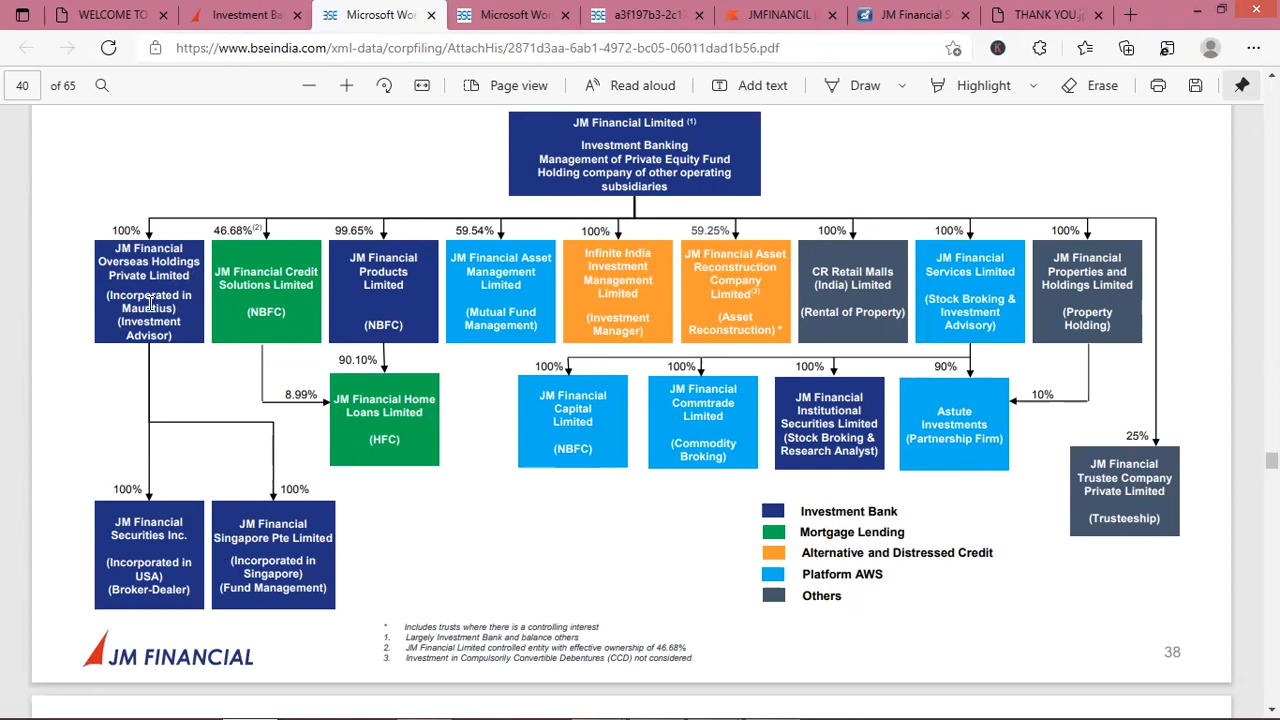 WELCOME TO
Investment Ba
Microsoft Wo
Microsoft Wo
a3f197b3-2c17
JMFINANCIL |
JM Financial S
THANK YOU.j
https://www.bseindia.com/xml-data/corpfiling/AttachHis/2871d3aa-6ab1-4972-bc05-06011dad1b56.pdf
40 of 65
Page view
Read aloud
Add text
Draw
Highlight
Erase
JM Financial Limited (1)
Investment Banking
Management of Private Equity Fund
Holding company of other operating
subsidiaries
100%
46.68%(2)
99.65%
59.54%
100%
59.25%
100%
100%
100%
JM Financial
Overseas Holdings
Private Limited
(Incorporated in
Mauritius)
(Investment
Advisor)
JM Financial Credit
Solutions Limited
(NBFC)
JM Financial
Products
Limited
(NBFC)
JM Financial Asset
Management
Limited
(Mutual Fund
Management)
Infinite India
Investment
Management
Limited
(Investment
Manager)
JM Financial Asset
Reconstruction
Company
Limited(3)
(Asset
Reconstruction) *
CR Retail Malls
(India) Limited
(Rental of Property)
JM Financial
Services Limited
(Stock Broking &
Investment
Advisory)
JM Financial
Properties and
Holdings Limited
(Property
Holding)
90.10%
8.99%
JM Financial Home
Loans Limited
(HFC)
100%
100%
100%
90%
10%
JM Financial
Capital
Limited
(NBFC)
JM Financial
Commtrade
Limited
(Commodity
Broking)
JM Financial
Institutional
Securities Limited
(Stock Broking &
Research Analyst)
Astute
Investments
(Partnership Firm)
25%
JM Financial
Trustee Company
Private Limited
(Trusteeship)
100%
100%
JM Financial
Securities Inc.
(Incorporated in
USA)
(Broker-Dealer)
JM Financial
Singapore Pte Limited
(Incorporated in
Singapore)
(Fund Management)
Investment Bank
Mortgage Lending
Alternative and Distressed Credit
Platform AWS
Others
* Includes trusts where there is a controlling interest
1. Largely Investment Bank and balance others
2. JM Financial Limited controlled entity with effective ownership of 46.68%
3. Investment in Compulsorily Convertible Debentures (CCD) not considered.
JM FINANCIAL
38